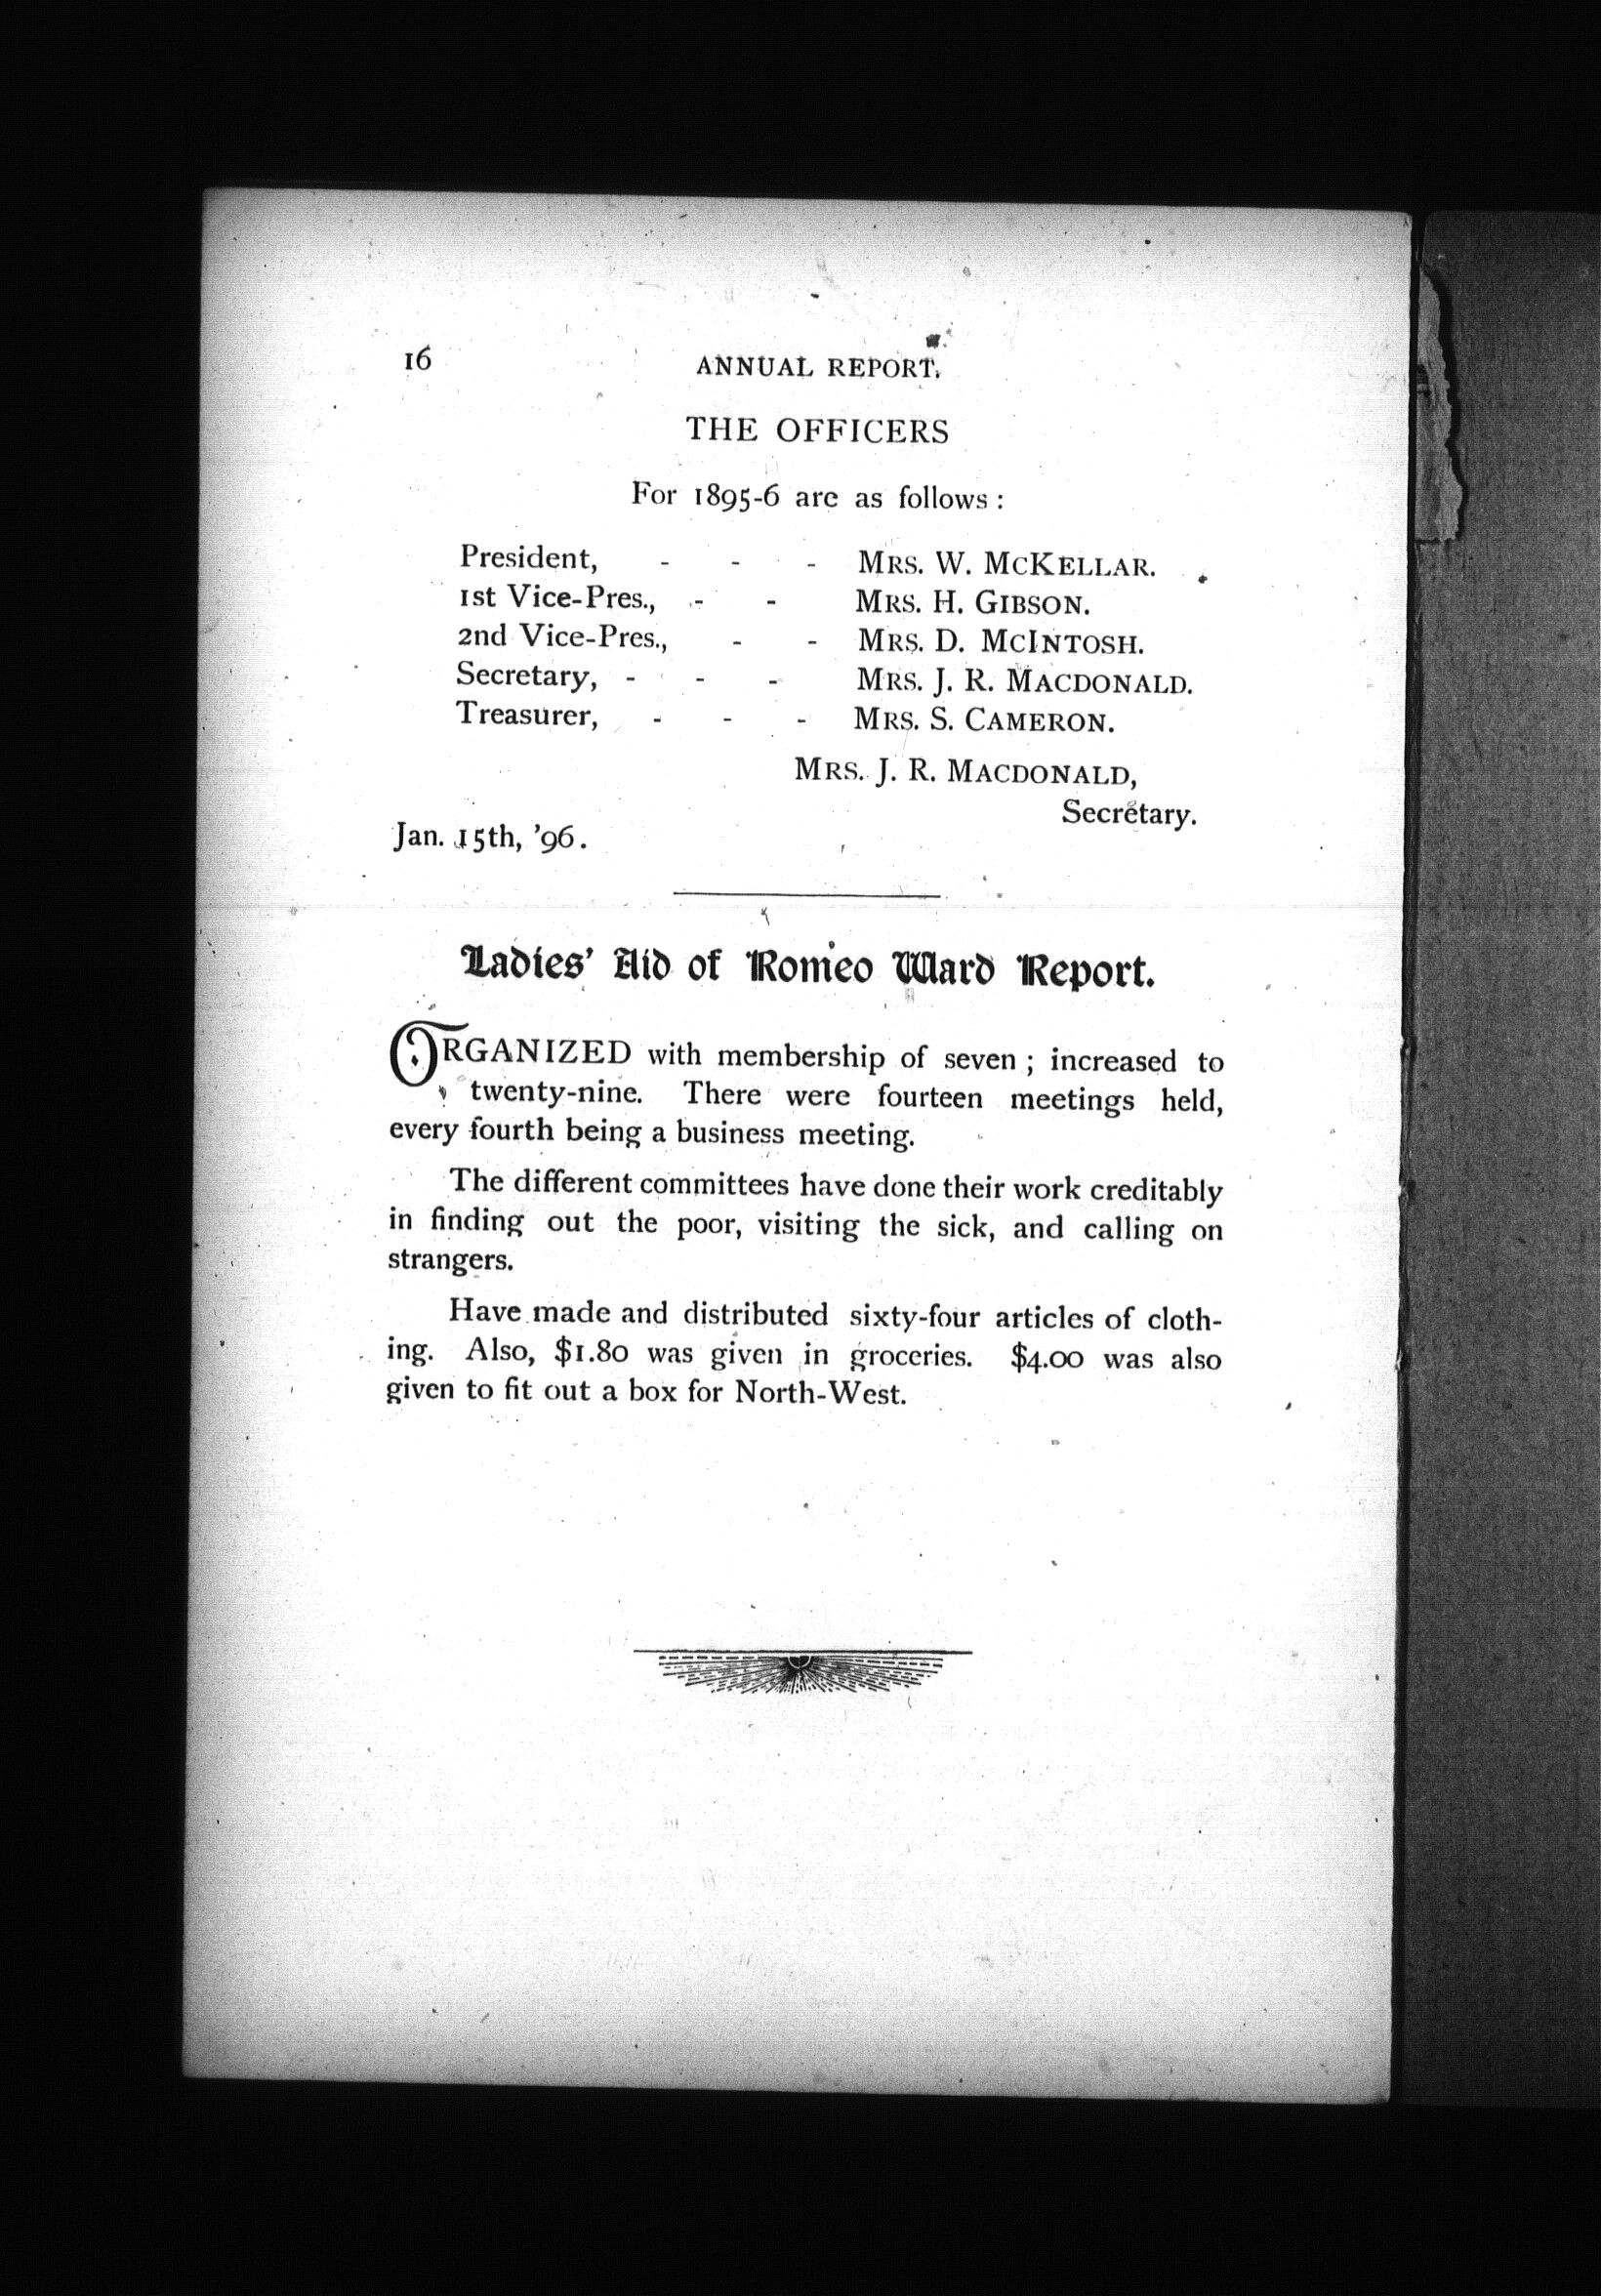 16
ANNUAL REPORT.
THE OFFICERS
For 1895-6 are as follows :
President, - - - MRS. W. MCKELLAR.
1st Vice-Pres., - - MRS. H. GIBSON.
2nd Vice-Pres., - - MRS. D. MCINTOSH.
Secretary, - - - MRS. J. R. MACDONALD.
Treasurer, - - - MRS. S. CAMERON.
MRS. J. R. MACDONALD,
Secretary.
Jan. 15th, '96.
Ladies' Aid of Romeo Ward Report.
ORGANIZED with membership of seven ; increased to
twenty-nine. There were fourteen meetings held,
every fourth being a business meeting.
The different committees have done their work creditably
in finding out the poor, visiting the sick, and calling on
strangers.
Have made and distributed sixty-four articles of cloth-
ing. Also, $1.80 was given in groceries. $4.00 was also
given to fit out a box for North-West.